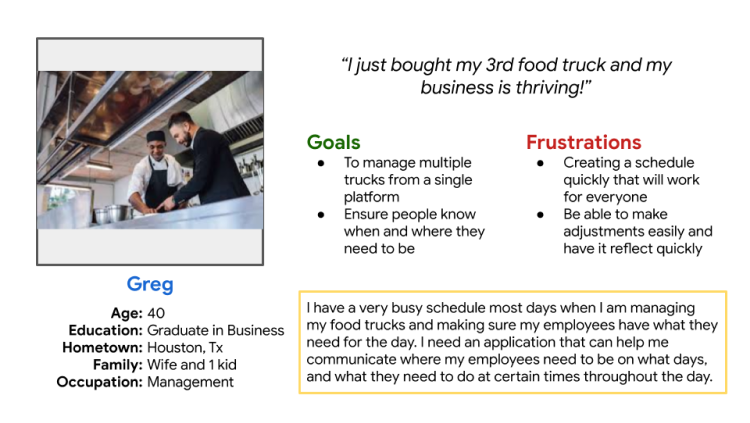 “I just bought my 3rd food truck and my
business is thriving!”
Goals
● To manage multiple
trucks from a single
platform
● Ensure people know
when and where they
need to be
Frustrations
● Creating a schedule
quickly that will work
for everyone
● Be able to make
adjustments easily and
have it reflect quickly
Greg
Age: 40
Education: Graduate in Business
Hometown: Houston, Tx
Family: Wife and 1 kid
Occupation: Management
I have a very busy schedule most days when I am managing
my food trucks and making sure my employees have what they
need for the day. I need an application that can help me
communicate where my employees need to be on what days,
and what they need to do at certain times throughout the day.